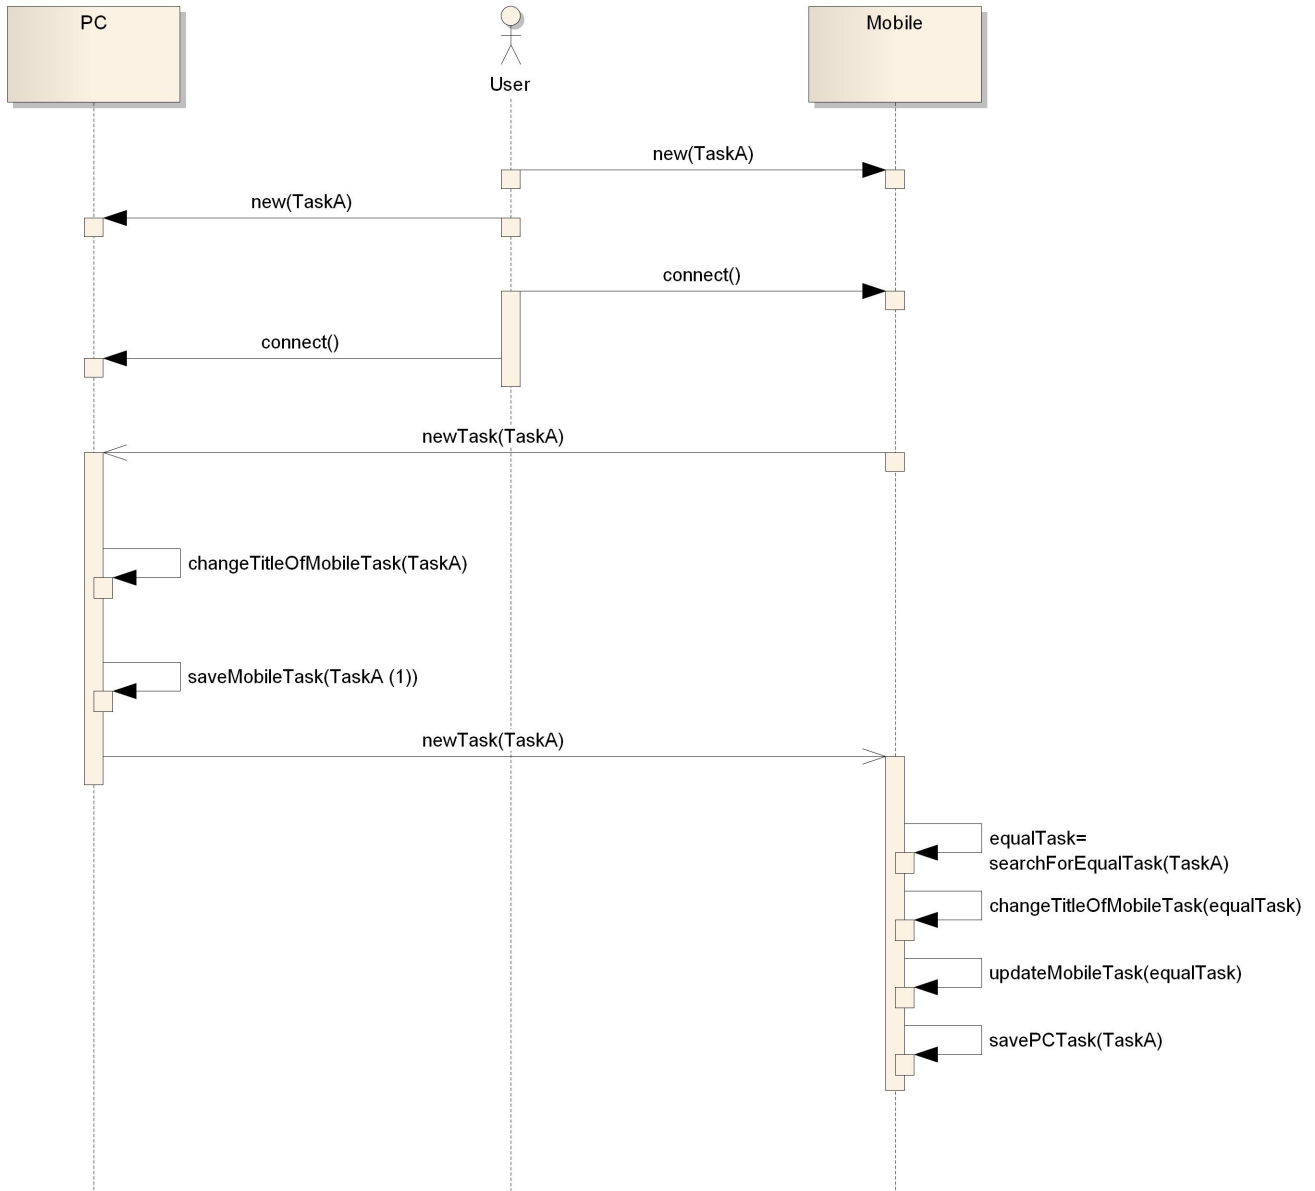 PC
User
Mobile
new(TaskA)
new(TaskA)
connect()
connect()
newTask(TaskA)
changeTitleOfMobileTask(TaskA)
saveMobileTask(TaskA (1))
newTask(TaskA)
equalTask=
searchForEqualTask(TaskA)
changeTitleOfMobileTask(equalTask)
updateMobileTask(equalTask)
savePCTask(TaskA)